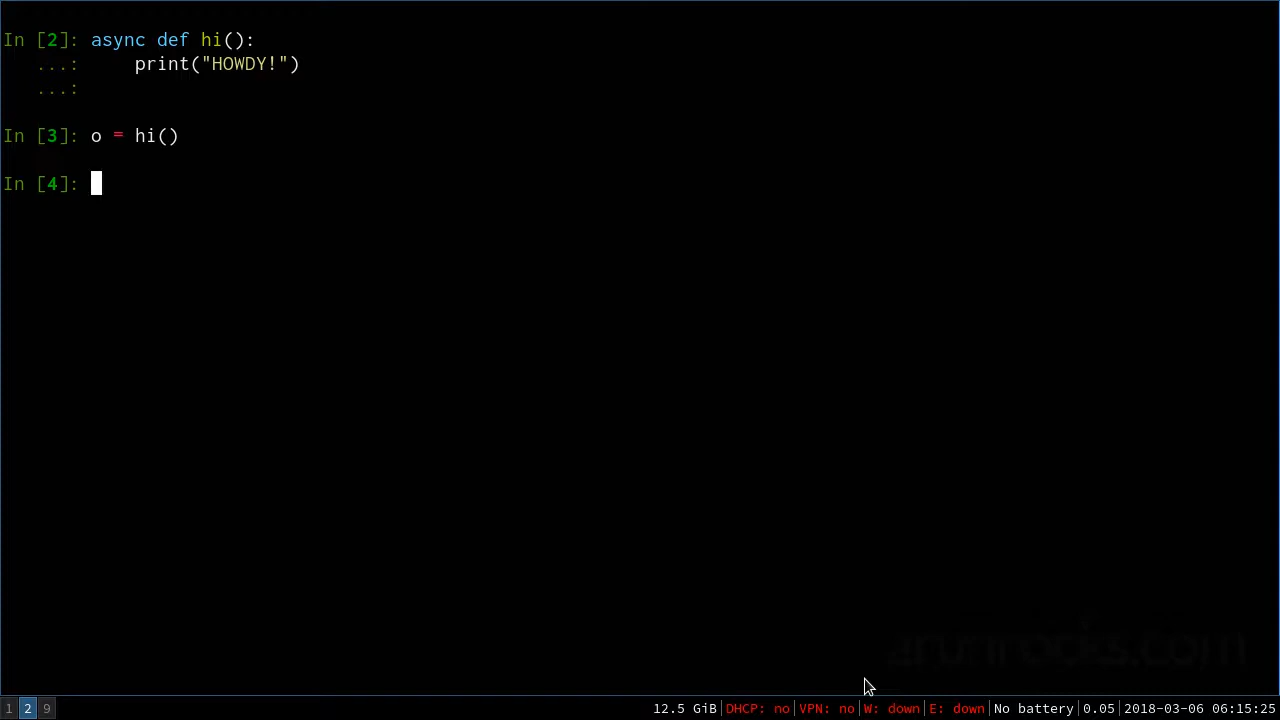 In [2]: async def hi():
   ...:     print("HOWDY!")
   ...:
In [3]: o = hi()
In [4]:
1 2 9 12.5 GiB|DHCP: no|VPN: no|W: down|E: down|No battery|0.05|2018-03-06 06:15:25